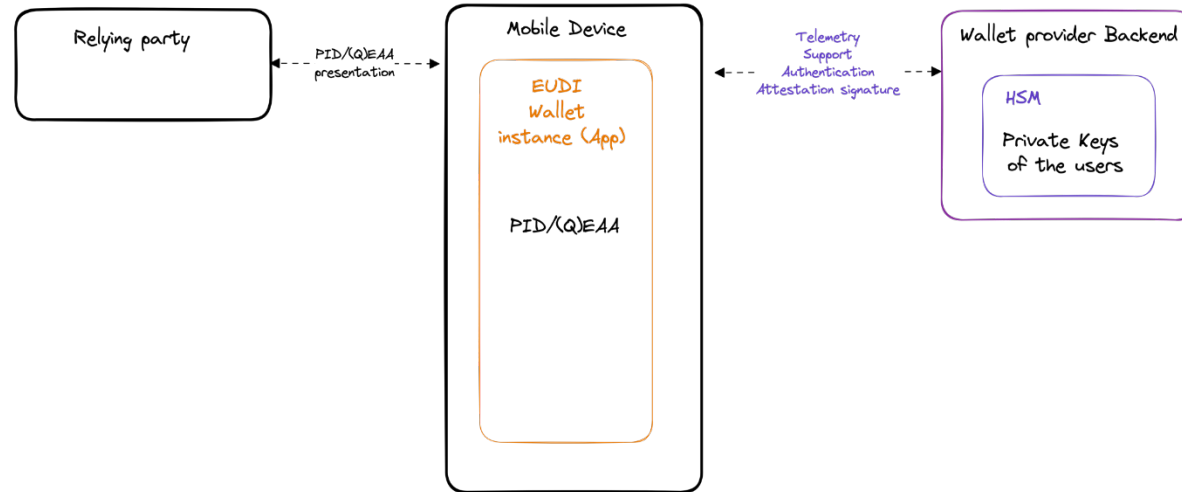 Relying party
PID/(Q)EAA
presentation
Mobile Device
EUDI
Wallet
instance (App)
PID/(Q)EAA
Telemetry
Support
Authentication
Attestation signature
Wallet provider Backend
HSM
Private Keys
of the users